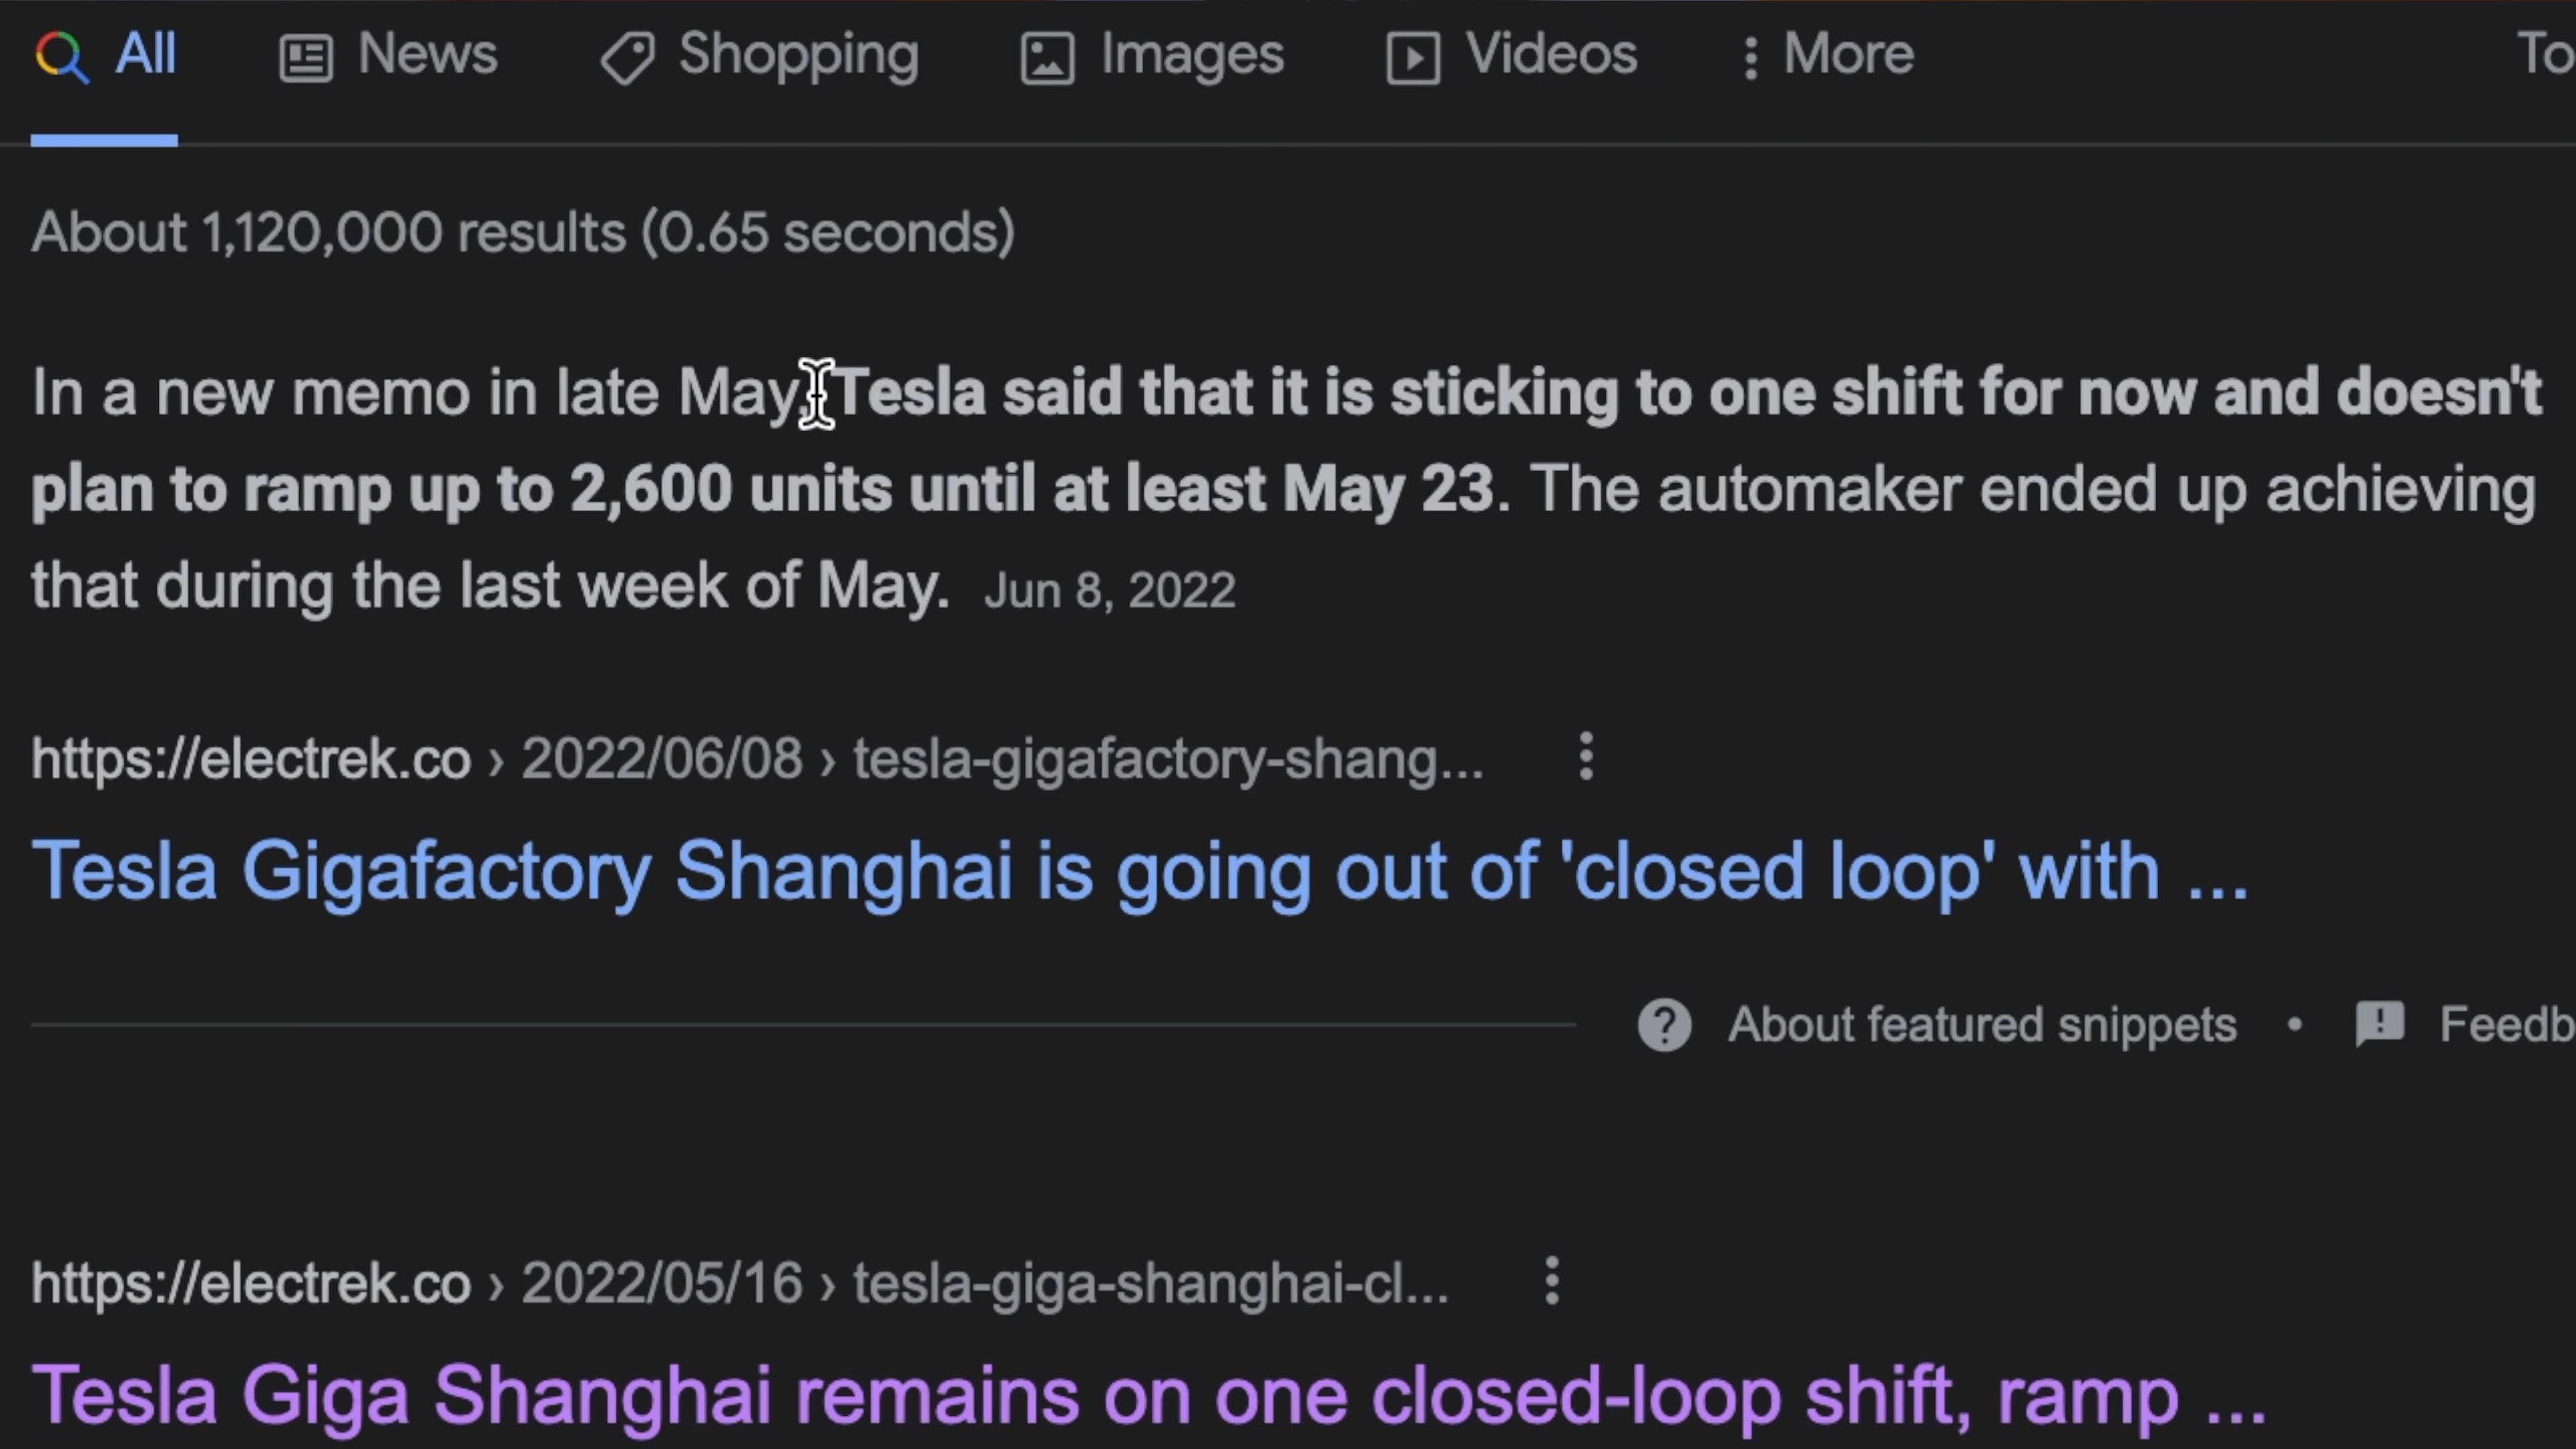 All News Shopping Images Videos More To
About 1,120,000 results (0.65 seconds)
In a new memo in late May, Tesla said that it is sticking to one shift for now and doesn't
plan to ramp up to 2,600 units until at least May 23. The automaker ended up achieving
that during the last week of May. Jun 8, 2022
https://electrek.co › 2022/06/08 › tesla-gigafactory-shang...
Tesla Gigafactory Shanghai is going out of 'closed loop' with ...
About featured snippets • Feedb
https://electrek.co › 2022/05/16 › tesla-giga-shanghai-cl...
Tesla Giga Shanghai remains on one closed-loop shift, ramp ...